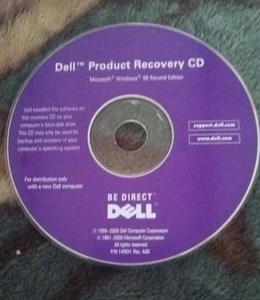 Dell™ Product Recovery CD
Microsoft® Windows® 98 Second Edition
Dell installed the software on
this recovery CD on your
computer's hard-disk drive.
This CD may only be used for
backup and recovery of your
computer's operating system.
support.dell.com
www.dell.com
For distribution only
with a new Dell computer.
BE DIRECT™
DELL
© 1999-2000 Dell Computer Corporation
© 1981-2000 Microsoft Corporation
All rights reserved
P/N Rev. A00